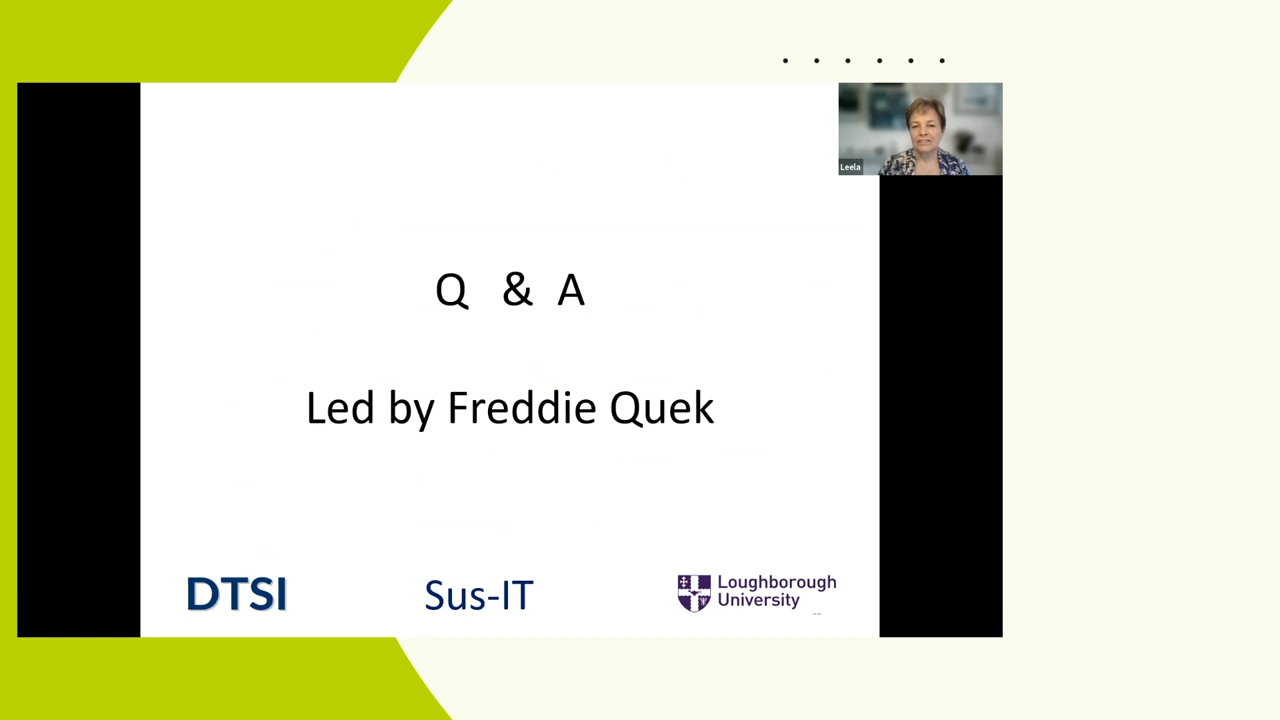 Leela
Q & A
Led by Freddie Quek
DTSI
Sus-IT
Loughborough
University